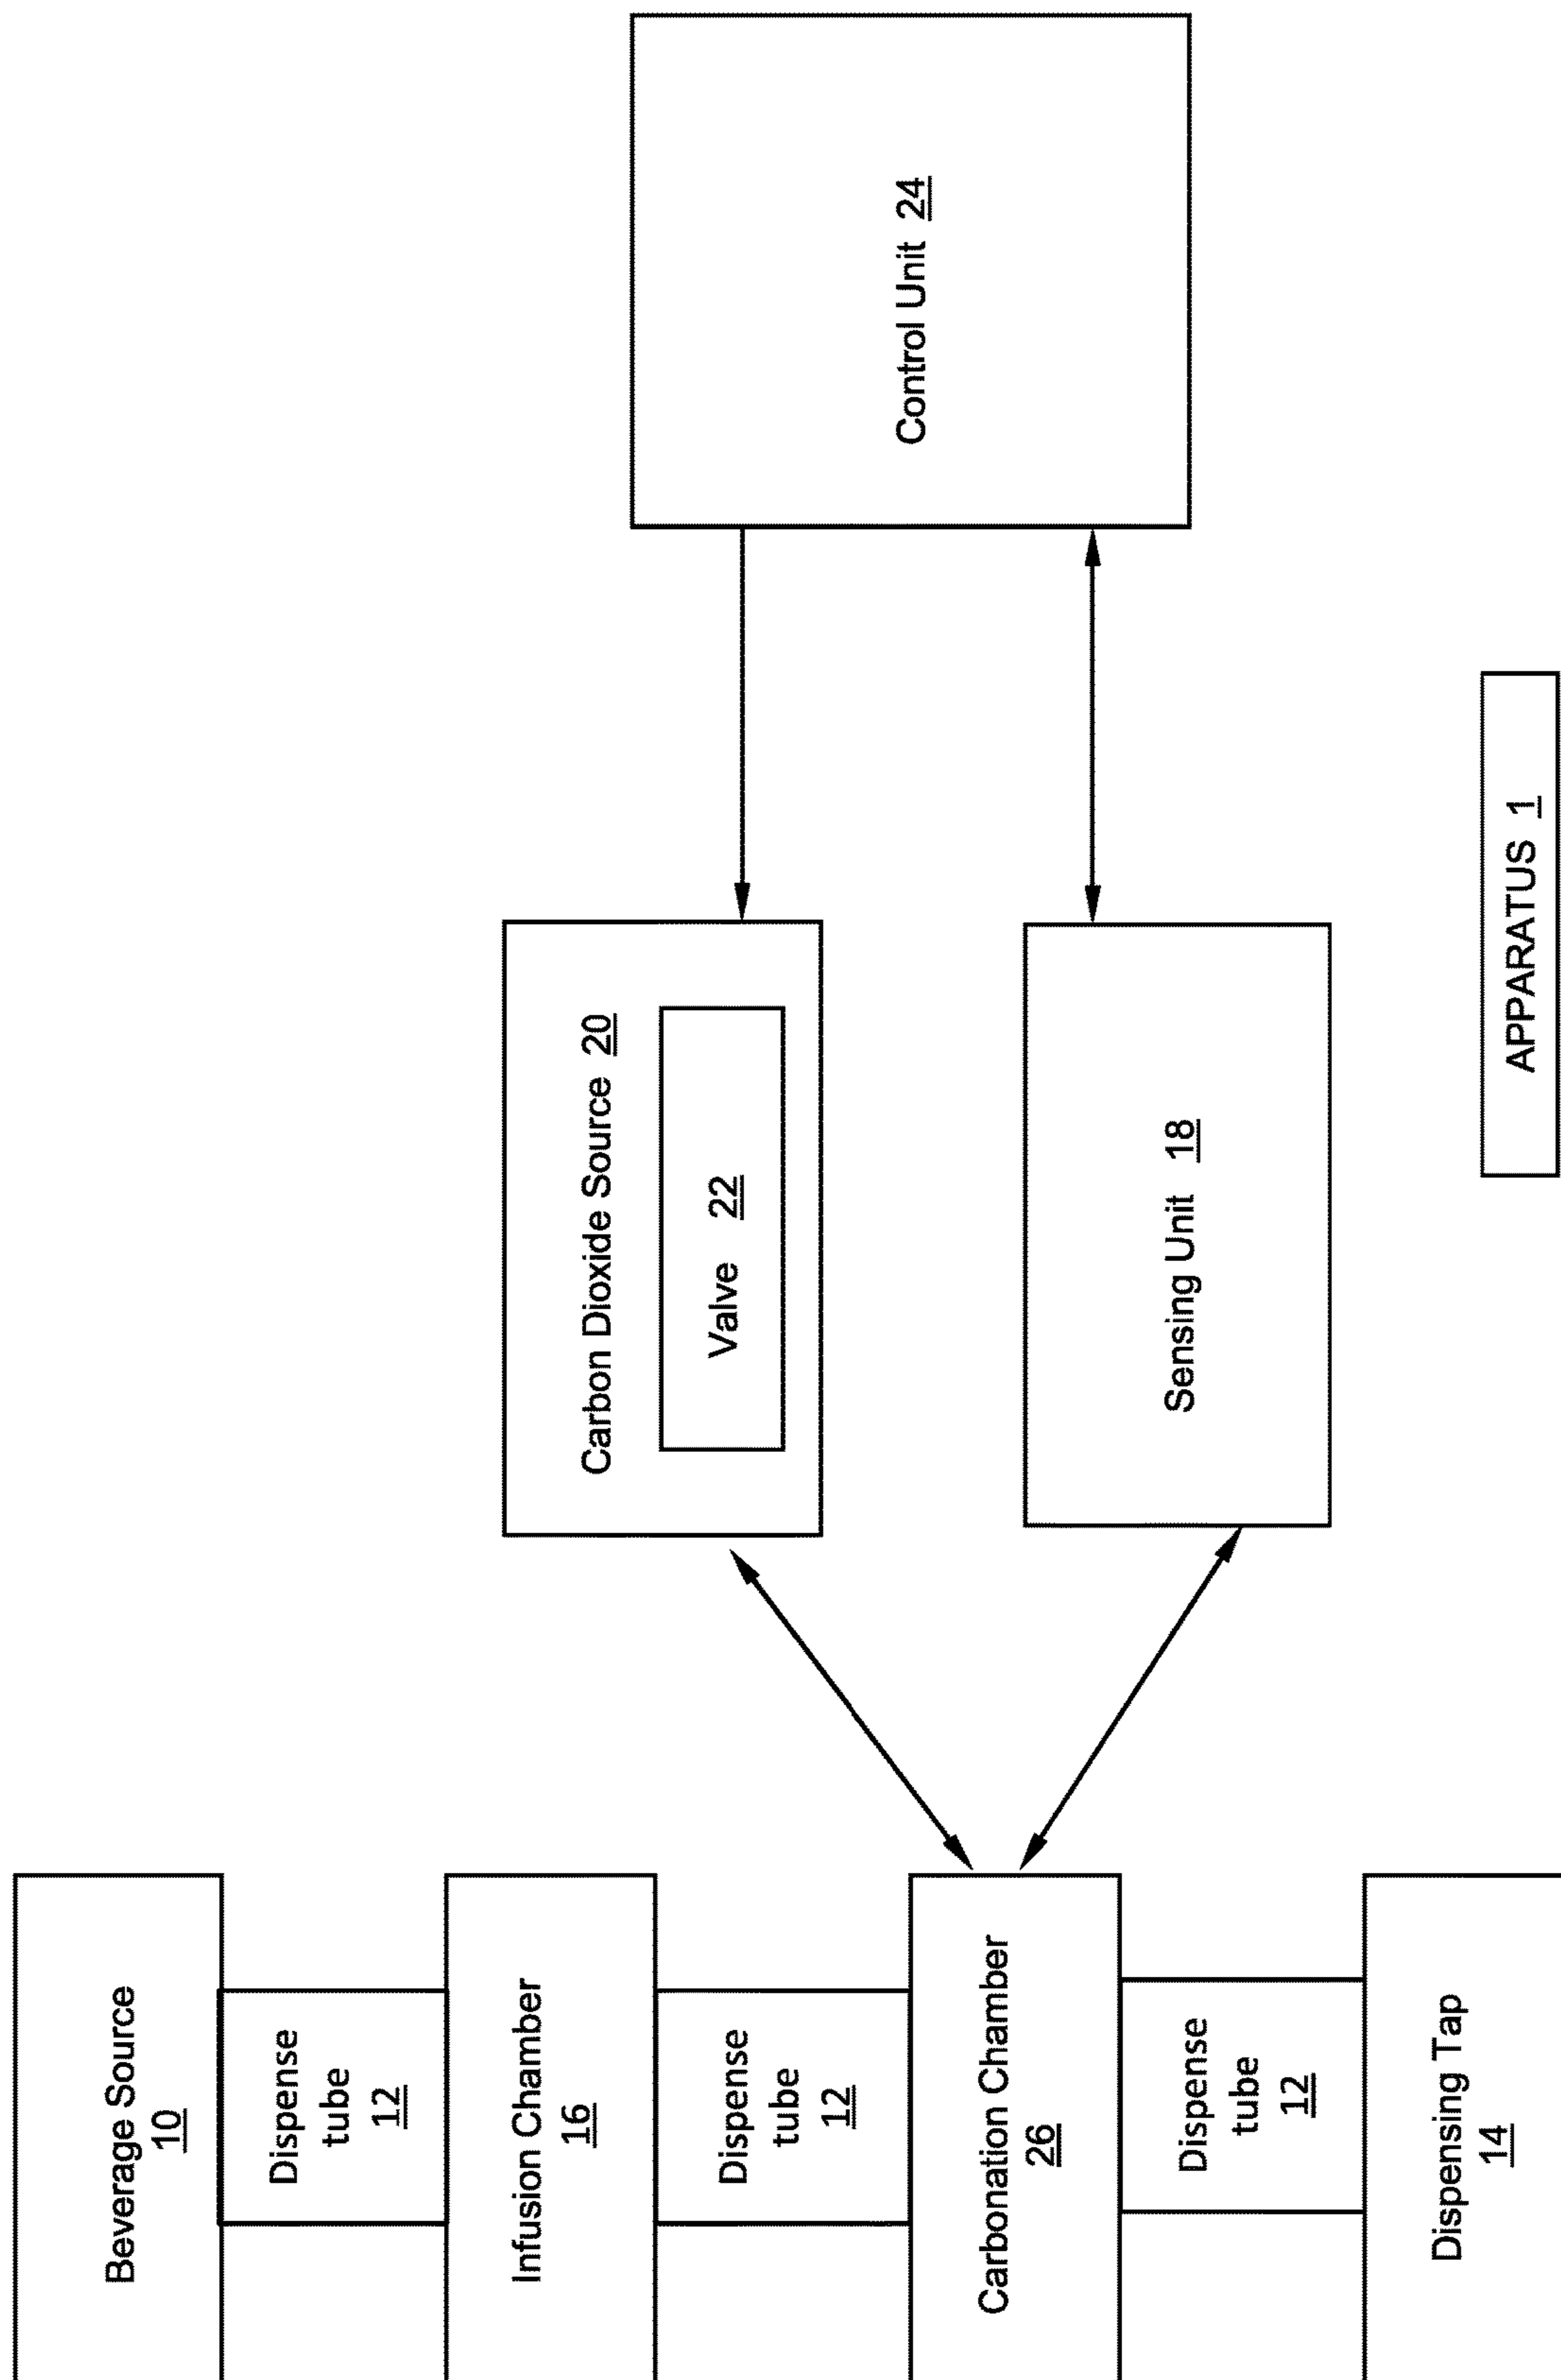 Beverage Source
10
Dispense
tube
12
Infusion Chamber
16
Dispense
tube
12
Carbonation Chamber
26
Dispense
tube
12
Dispensing Tap
14
Carbon Dioxide Source 20
Valve 22
Sensing Unit 18
Control Unit 24
APPARATUS 1